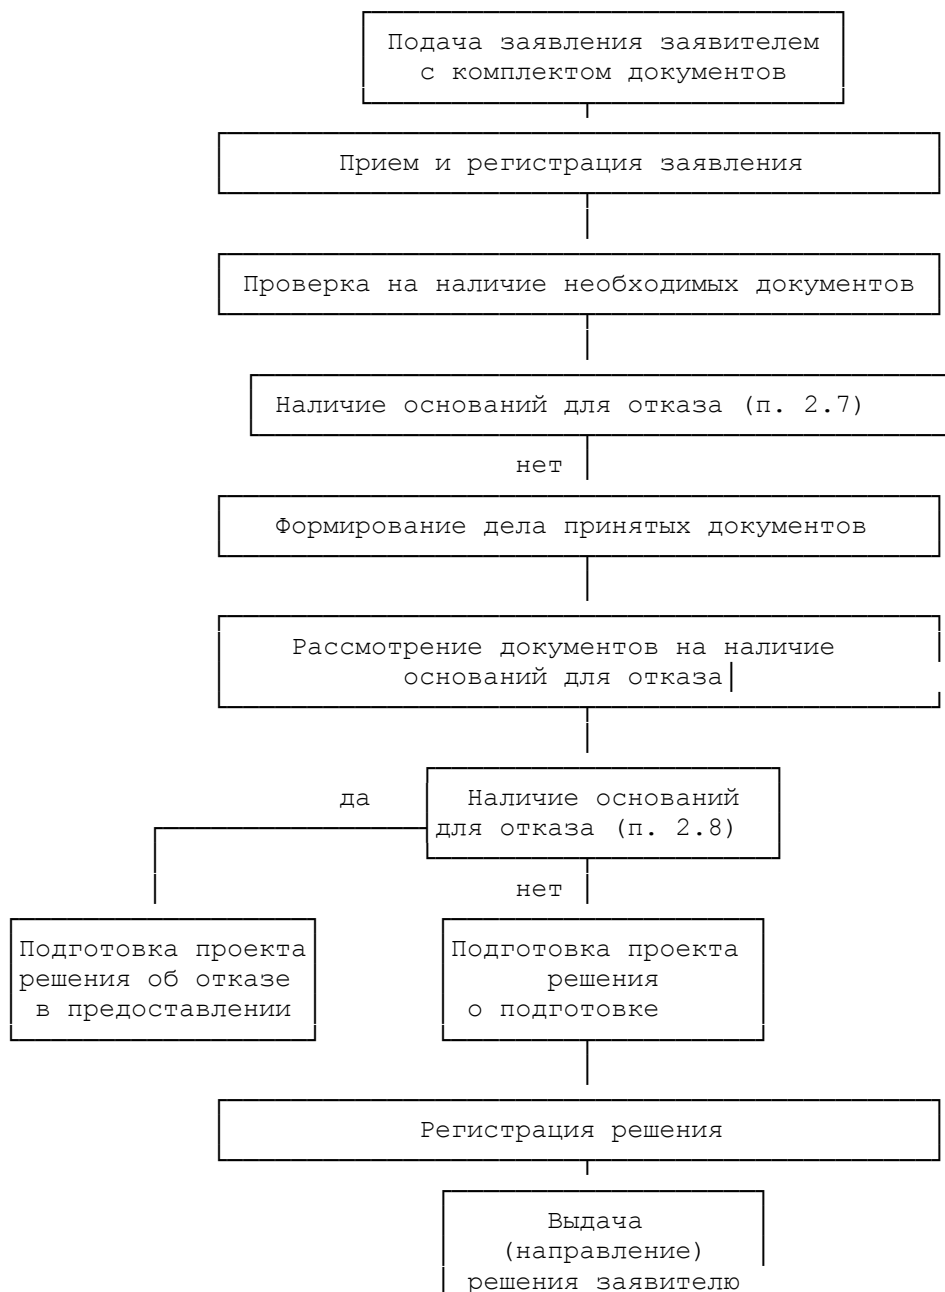 Подача заявления заявителем
с комплектом документов
Прием и регистрация заявления
Проверка на наличие необходимых документов
Наличие оснований для отказа (п. 2.7)
нет
Формирование дела принятых документов
Рассмотрение документов на наличие
оснований для отказа
да
Наличие оснований
для отказа (п. 2.8)
нет
Подготовка проекта
решения об отказе
в предоставлении
Подготовка проекта
решения
о подготовке
Регистрация решения
Выдача
(направление)
решения заявителю